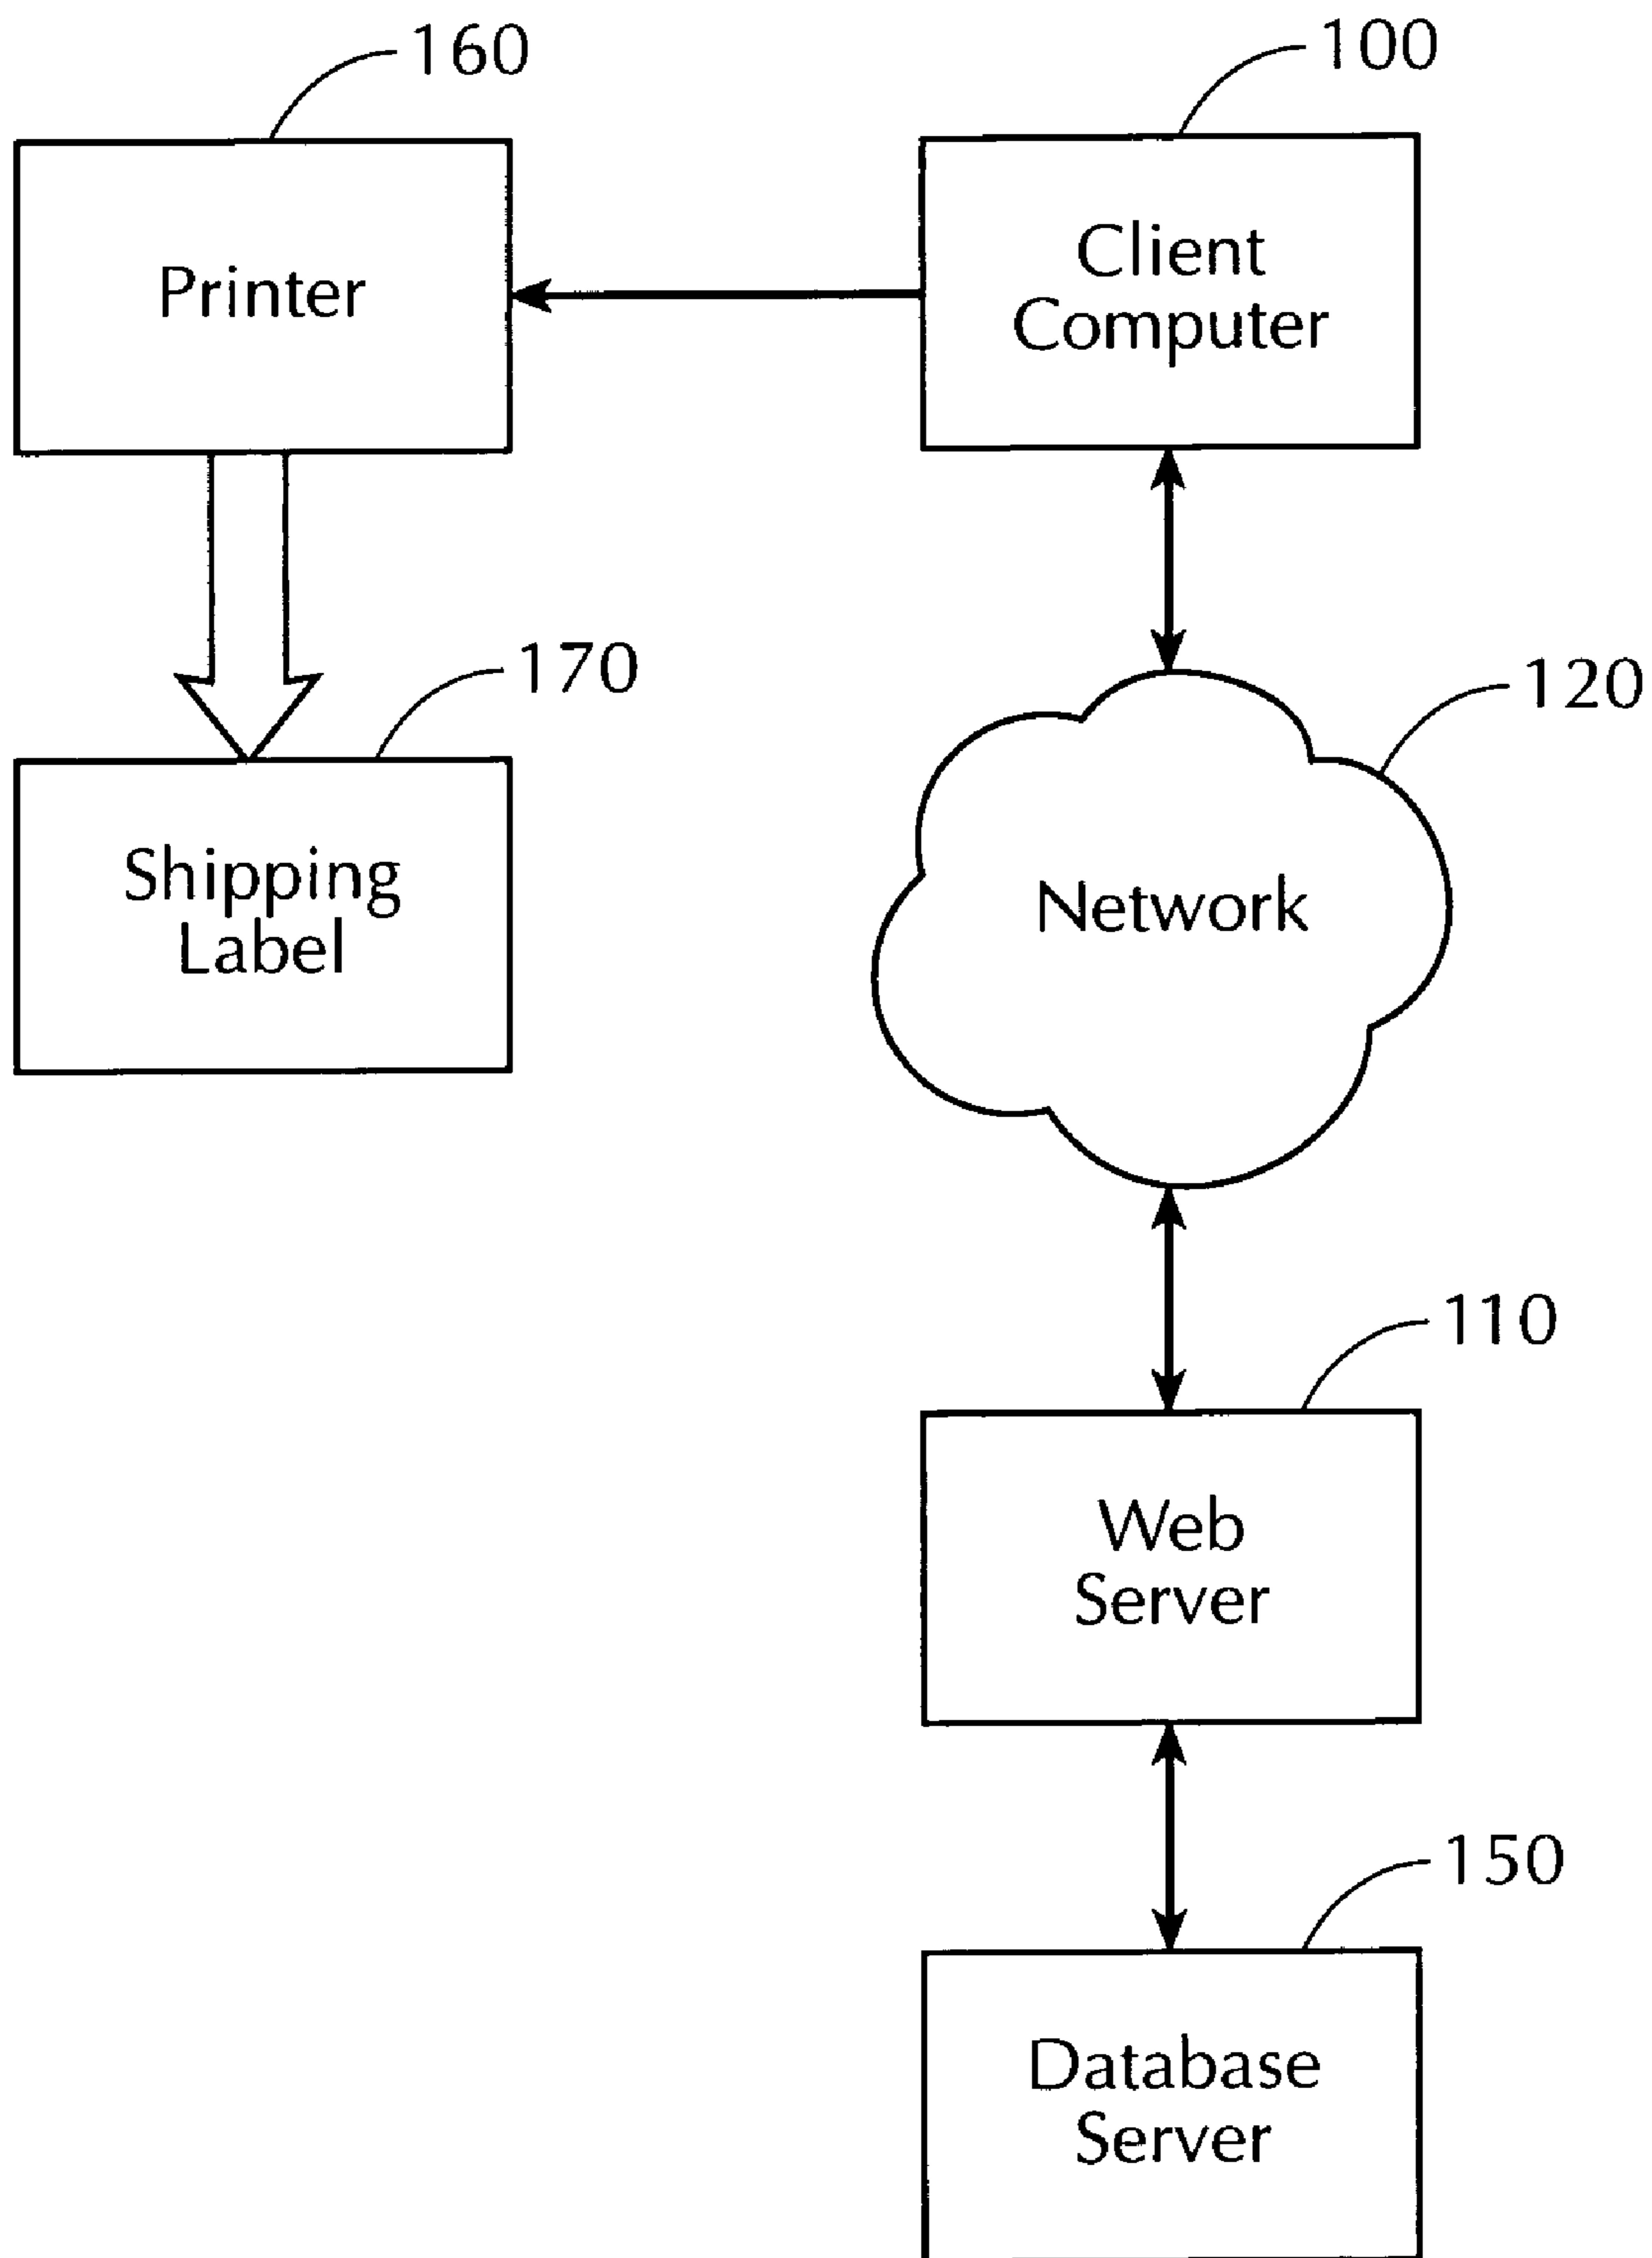 160
100
Printer
Client
Computer
170
120
Shipping
Label
Network
110
Web
Server
150
Database
Server